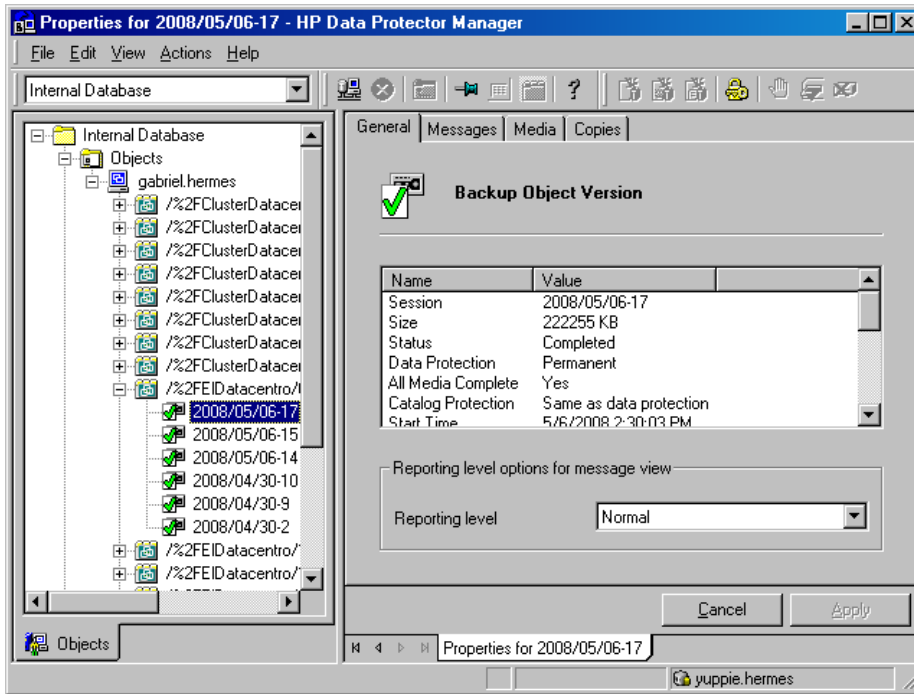 Properties for 2008/05/06-17 - HP Data Protector Manager
File Edit View Actions Help
Internal Database
Internal Database
Objects
gabriel.hermes
/%2FClusterDatacer
/%2FClusterDatacer
/%2FClusterDatacer
/%2FClusterDatacer
/%2FClusterDatacer
/%2FClusterDatacer
/%2FClusterDatacer
/%2FClusterDatacer
/%2FEIDatacentro/
2008/05/06-17
2008/05/06-15
2008/05/06-14
2008/04/30-10
2008/04/30-9
2008/04/30-2
/%2FEIDatacentro/
/%2FEIDatacentro/
Objects
General Messages Media Copies
Backup Object Version
Name Value
Session 2008/05/06-17
Size 222255 KB
Status Completed
Data Protection Permanent
All Media Complete Yes
Catalog Protection Same as data protection
Start Time 5/6/2008 2:30:03 PM
Reporting level options for message view
Reporting level Normal
Cancel Apply
Properties for 2008/05/06-17
yuppie.hermes